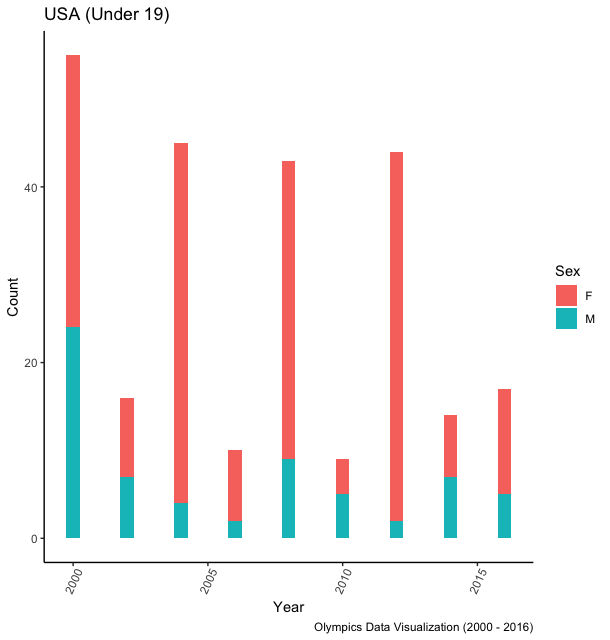 USA (Under 19)
Count
40
20
0
2000
2005
2010
2015
Year
Sex
F
M
Olympics Data Visualization (2000 - 2016)